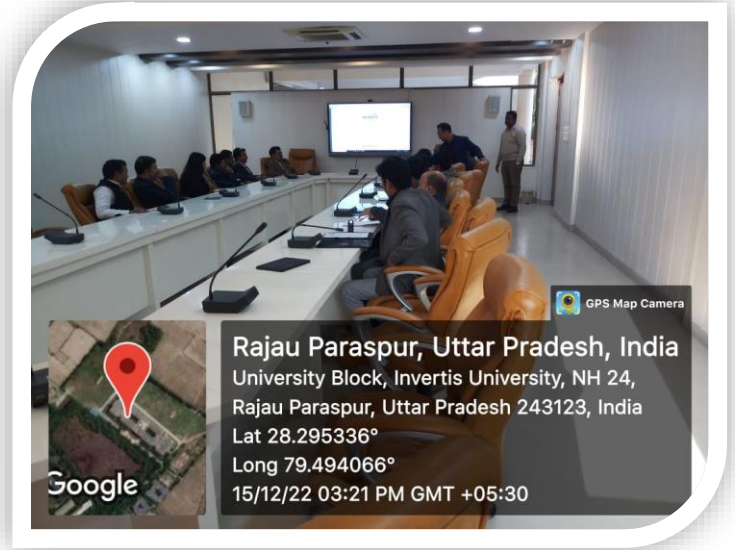 GPS Map Camera
Rajau Paraspur, Uttar Pradesh, India
University Block, Invertis University, NH 24,
Rajau Paraspur, Uttar Pradesh 243123, India
Lat 28.295336°
Long 79.494066°
15/12/22 03:21 PM GMT +05:30
Google